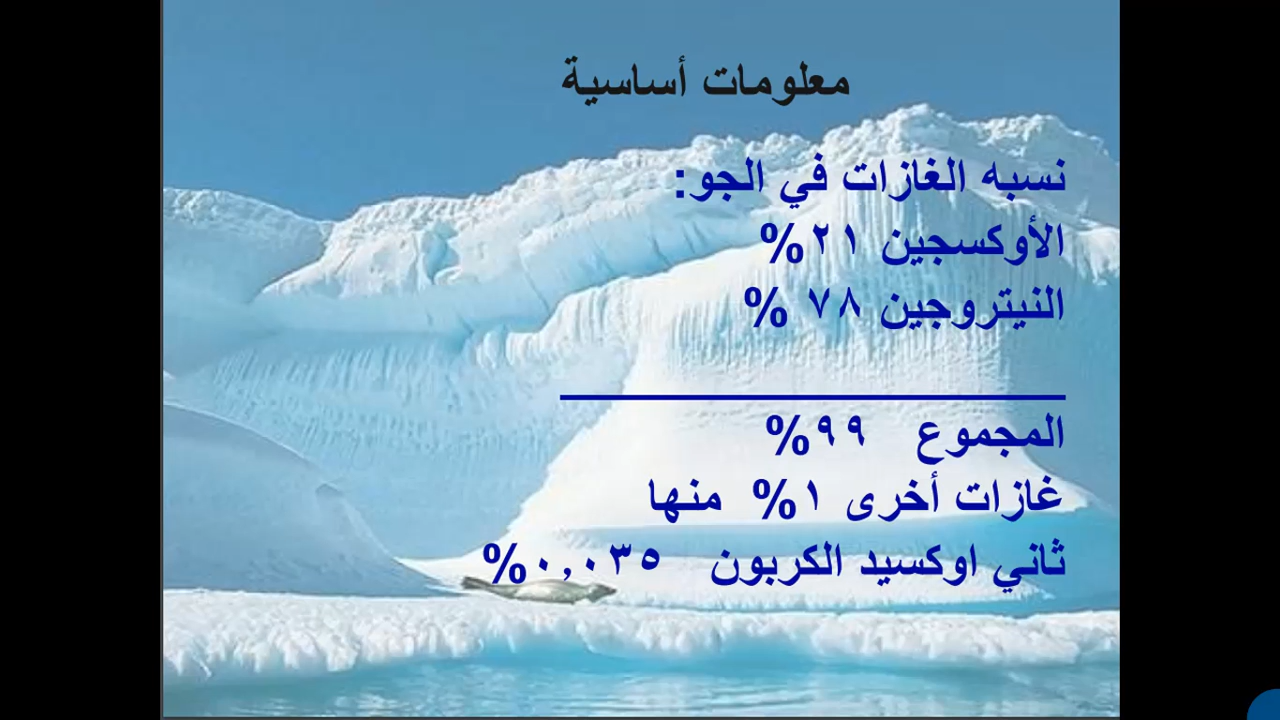 معلومات أساسية
نسبه الغازات في الجو:
الأوكسجين ٢١%
النيتروجين ٧٨ %
المجموع ٩٩%
غازات أخرى ١% منها
ثاني اوكسيد الكربون ٠,٠٣٥%